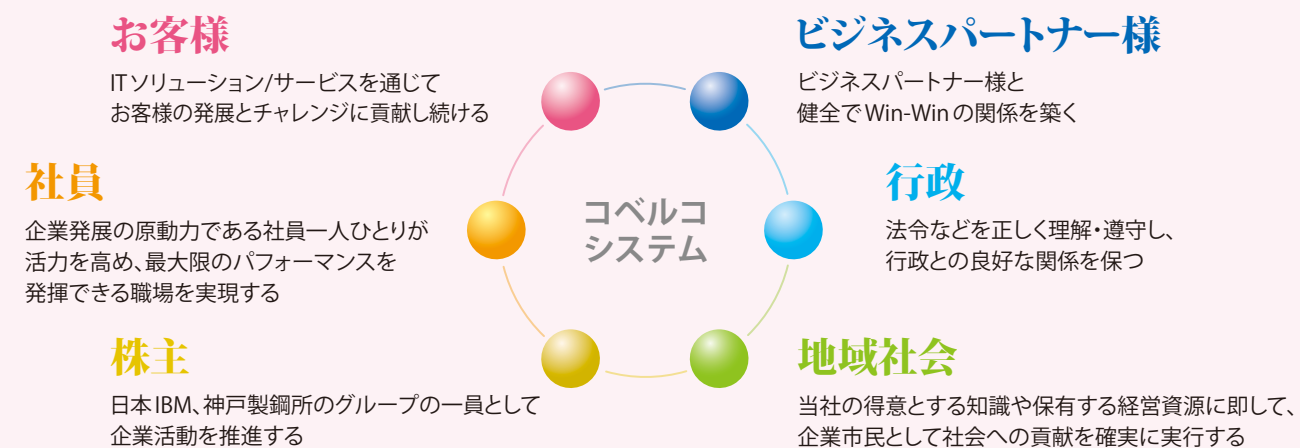 お客様
ITソリューション/サービスを通じて
お客様の発展とチャレンジに貢献し続ける
ビジネスパートナー様
ビジネスパートナー様と
健全でWin-Winの関係を築く
社員
企業発展の原動力である社員一人ひとりが
活力を高め、最大限のパフォーマンスを
発揮できる職場を実現する
コベルコ
システム
行政
法令などを正しく理解・遵守し、
行政との良好な関係を保つ
株主
日本IBM、神戸製鋼所のグループの一員として
企業活動を推進する
地域社会
当社の得意とする知識や保有する経営資源に即して、
企業市民として社会への貢献を確実に実行する